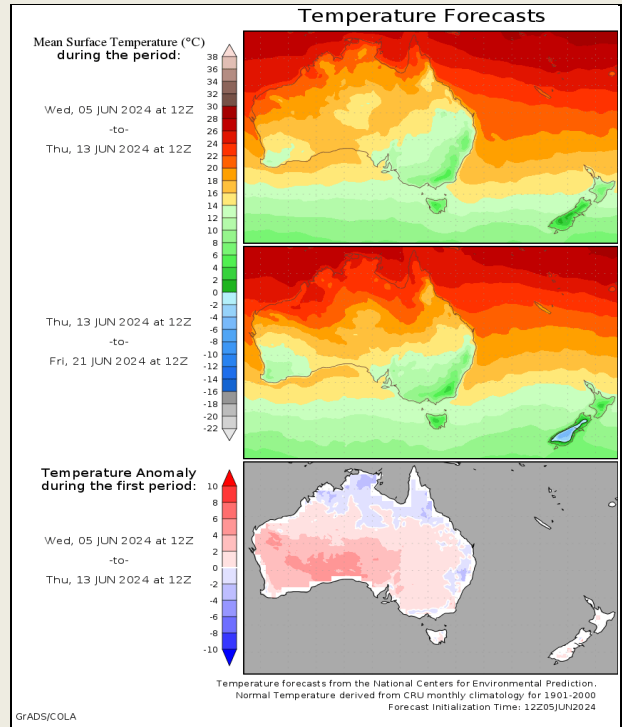 Temperature Forecasts
Mean Surface Temperature (°C)
during the period:
38
36
34
32
30
28
26
24
22
20
18
16
14
12
10
8
6
4
2
0
-2
-4
-6
-8
-10
-12
-14
-16
-18
-20
-22
Wed, 05 JUN 2024 at 12Z
-to-
Thu, 13 JUN 2024 at 12Z
Thu, 13 JUN 2024 at 12Z
-to-
Fri, 21 JUN 2024 at 12Z
Temperature Anomaly
during the first period:
10
8
6
4
2
0
-2
-4
-6
-8
-10
Wed, 05 JUN 2024 at 12Z
-to-
Thu, 13 JUN 2024 at 12Z
Temperature forecasts from the National Centers for Environmental Prediction.
Normal Temperature derived from CRU monthly climatology for 1901-2000
Forecast Initialization Time: 12Z05JUN2024
GrADS/COLA